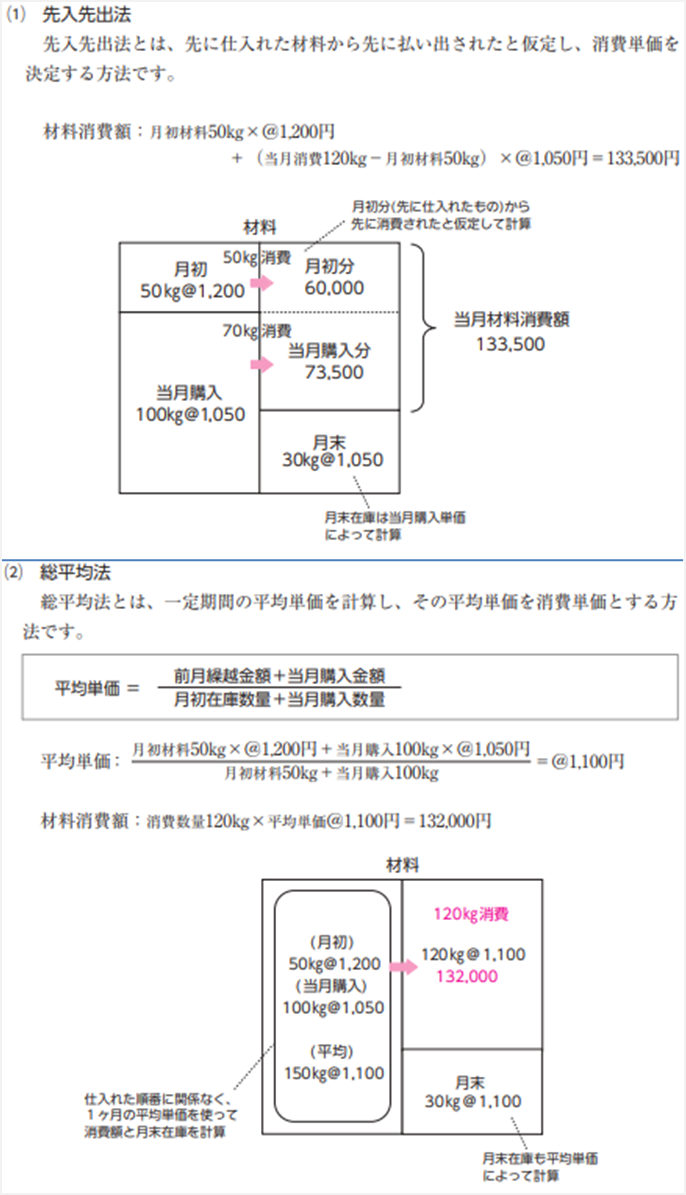 (1) 先入先出法
先入先出法とは、先に仕入れた材料から先に払い出されたと仮定し、消費単価を
決定する方法です。
材料消費額：月初材料50kg×@1,200円
＋（当月消費120kg－月初材料50kg）×@1,050円＝133,500円
月初分(先に仕入れたもの)から
先に消費されたと仮定して計算
材料
50kg消費
月初
50kg@1,200
月初分
60,000
70kg消費
当月購入分
73,500
当月材料消費額
133,500
当月購入
100kg@1,050
月末
30kg@1,050
月末在庫は当月購入単価
によって計算
(2) 総平均法
総平均法とは、一定期間の平均単価を計算し、その平均単価を消費単価とする方
法です。
平均単価 ＝ 前月繰越金額＋当月購入金額
月初在庫数量＋当月購入数量
平均単価：月初材料50kg×@1,200円＋当月購入100kg×@1,050円 ＝@1,100円
月初材料50kg＋当月購入100kg
材料消費額：消費数量120kg×平均単価@1,100円＝132,000円
材料
(月初)
50kg@1,200
(当月購入)
100kg@1,050
(平均)
150kg@1,100
120kg消費
120kg@1,100
132,000
月末
30kg@1,100
仕入れた順番に関係なく、
１ヶ月の平均単価を使って
消費額と月末在庫を計算
月末在庫も平均単価
によって計算